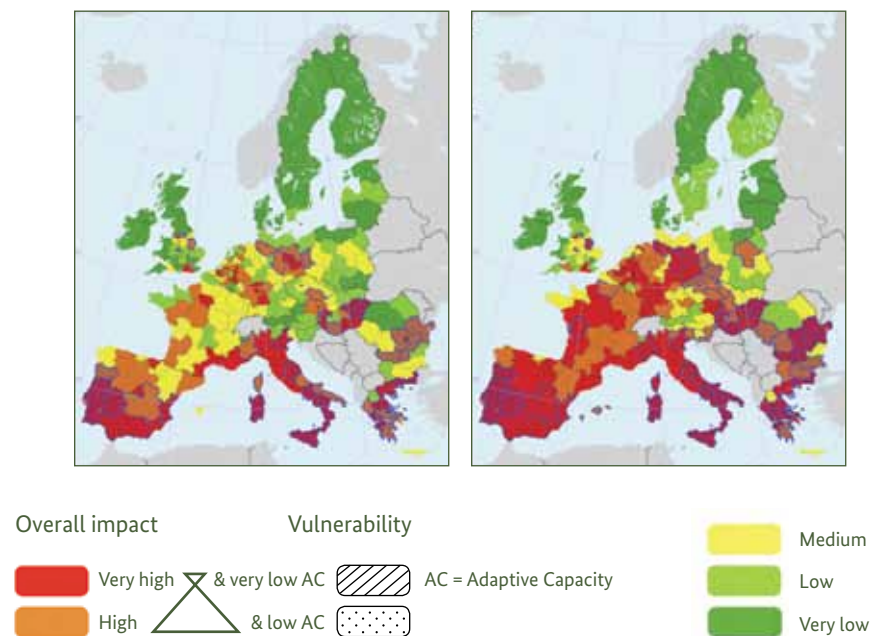 Overall impact
Vulnerability
Very high
& very low AC
AC = Adaptive Capacity
High
& low AC
Medium
Low
Very low